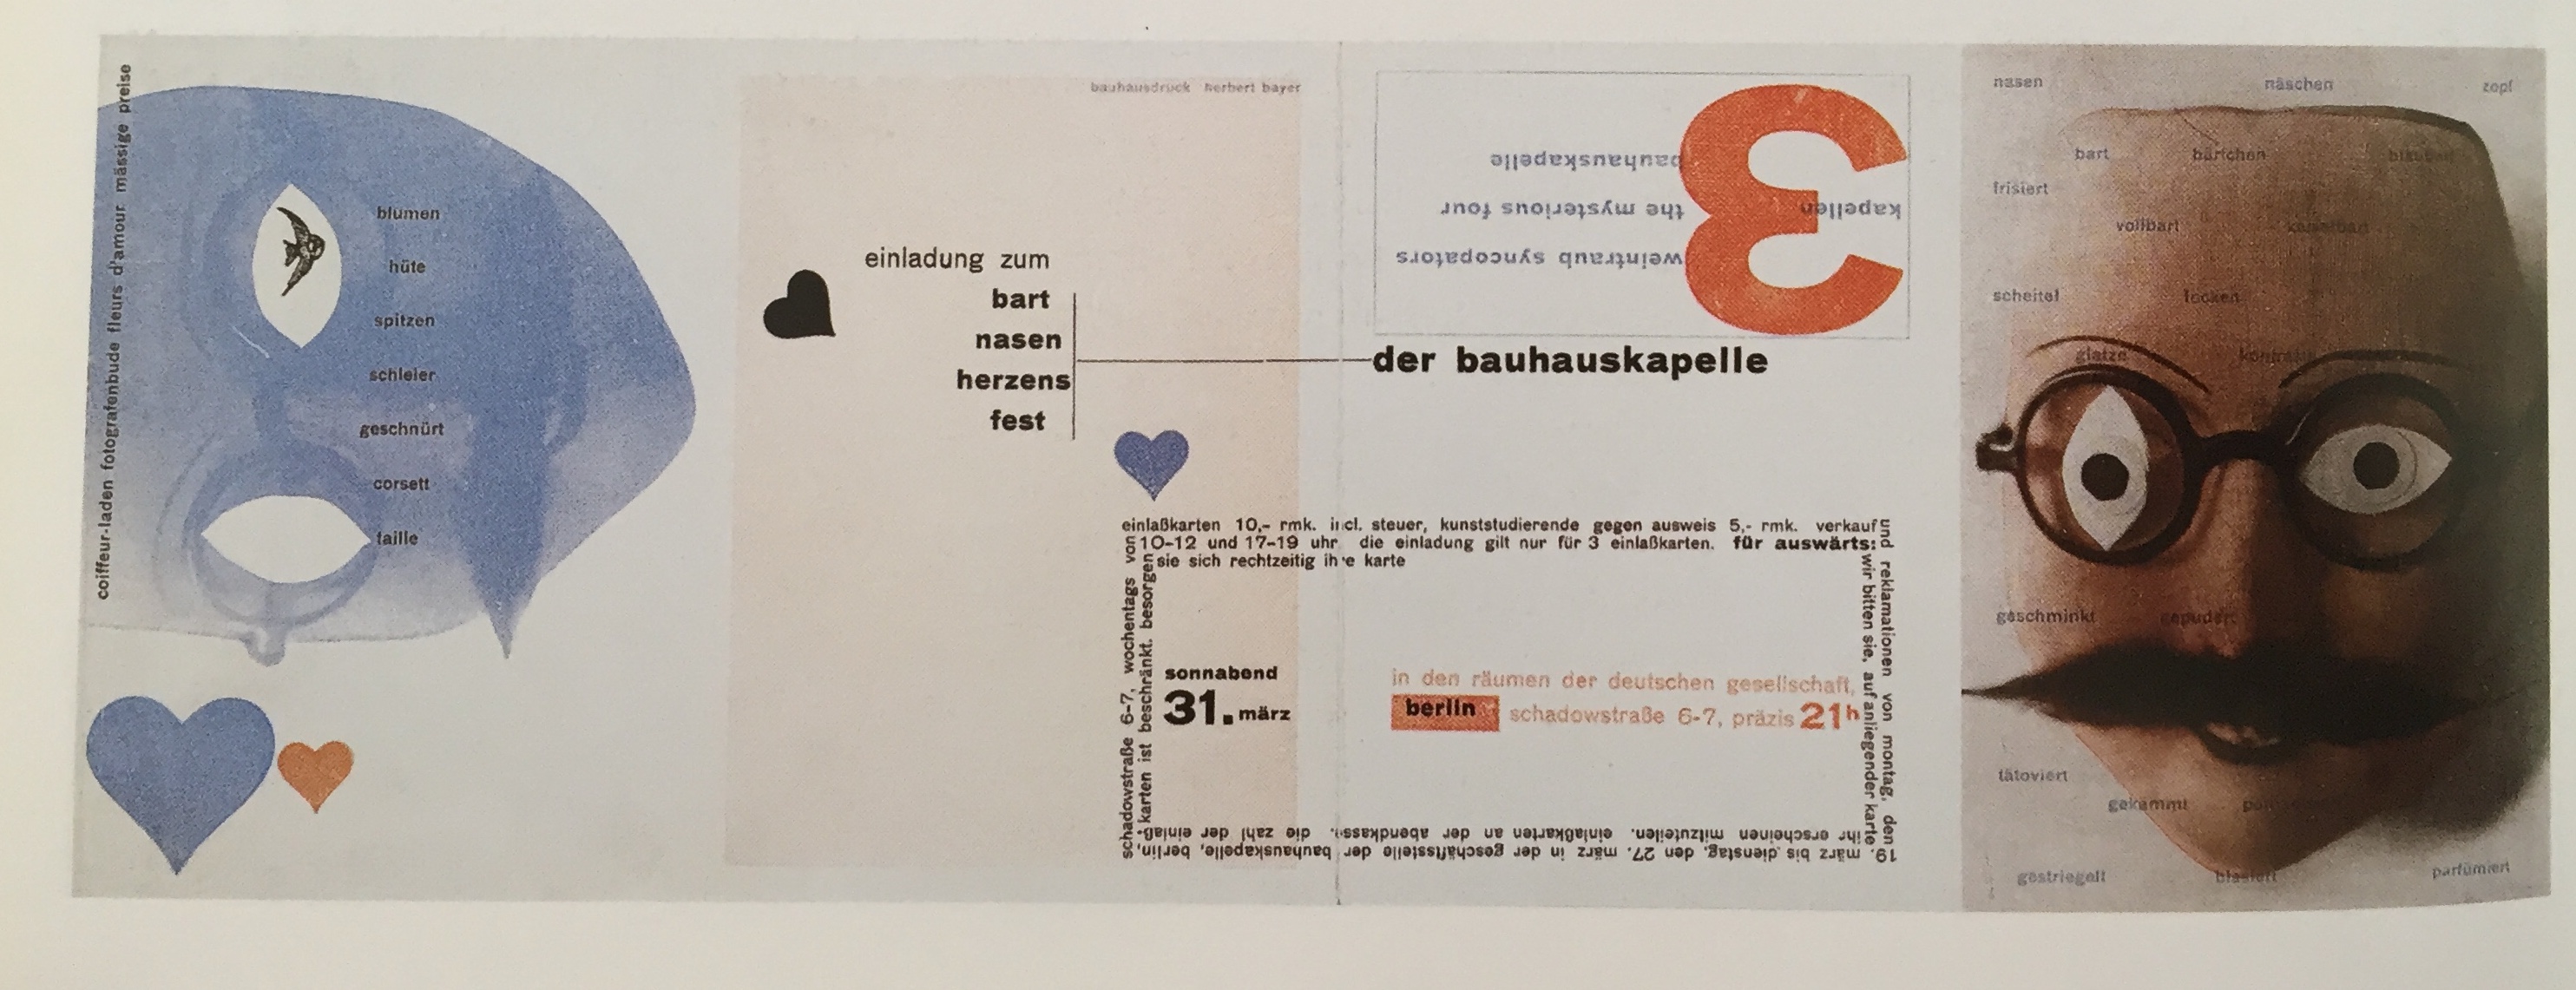 coiffeur-laden fotografenbude fleurs d'amour mässige preise
blumen
hüte
spitzen
schleier
geschnürt
corsett
taille
bauhausdruck herbert bayer
einladung zum
bart
nasen
herzens
fest
der bauhauskapelle
3
kapellen
bauhauskapelle
the mysterious four
weintraub syncopators
einlaßkarten 10,- rmk. incl. steuer, kunststudierende gegen ausweis 5,- rmk. verkauf
und reklamationen von montag, den
19. märz bis dienstag, den 27. märz in der geschäftsstelle der bauhauskapelle, berlin,
schadowstraße 6-7, wochentags von
10-12 und 17-19 uhr die einladung gilt nur für 3 einlaßkarten. für auswärts:
wir bitten sie, auf anliegender karte
ihr erscheinen mitzuteilen. einlaßkarten an der abendkasse. die zahl der einlaß-
karten ist beschränkt. besorgen
sie sich rechtzeitig ihre karte
sonnabend
31. märz
in den räumen der deutschen gesellschaft,
berlin schadowstraße 6-7, präzis 21h
nasen näschen zopf
bart bärtchen
frisiert
vollbart
scheitel locken
glatze
geschminkt gepudert
tätoviert
gekämmt
gestriegelt blasiert parfümiert